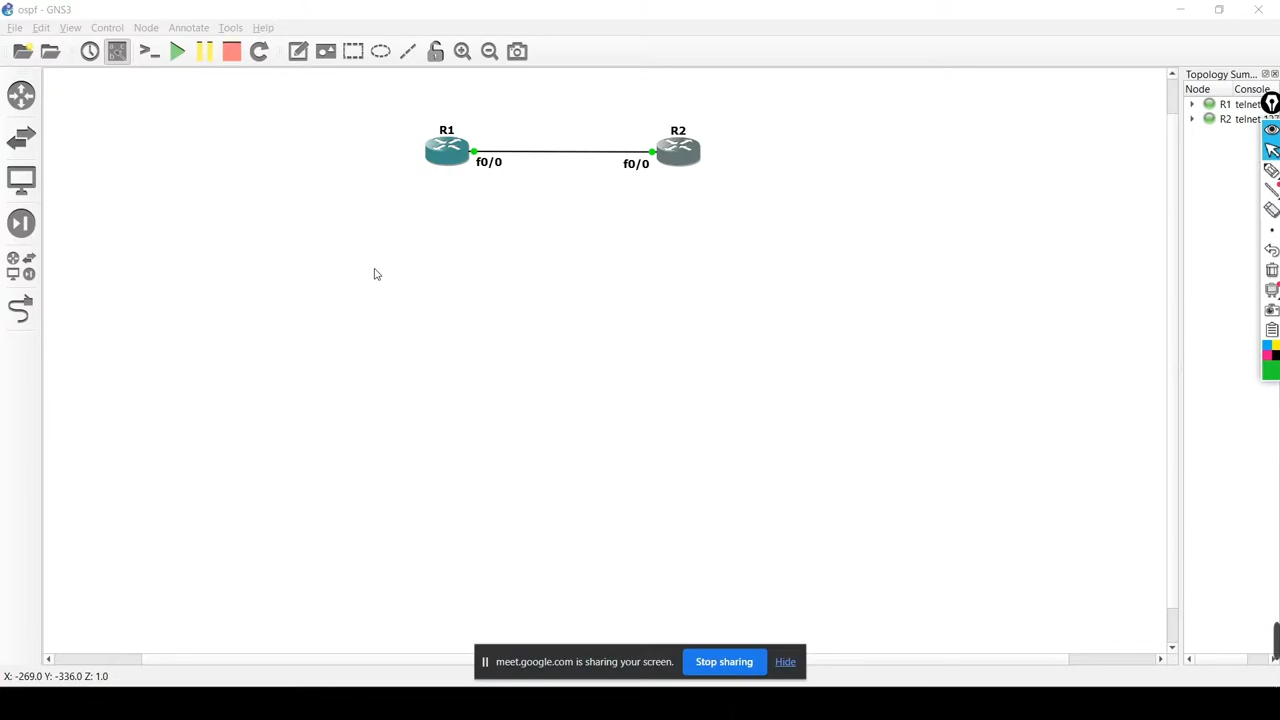 ospf - GNS3
File Edit View Control Node Annotate Tools Help
Topology Sum...
Node Console
R1 telnet
R2 telnet
R1 R2
f0/0 f0/0
meet.google.com is sharing your screen. Stop sharing Hide
X: -269.0 Y: -336.0 Z: 1.0